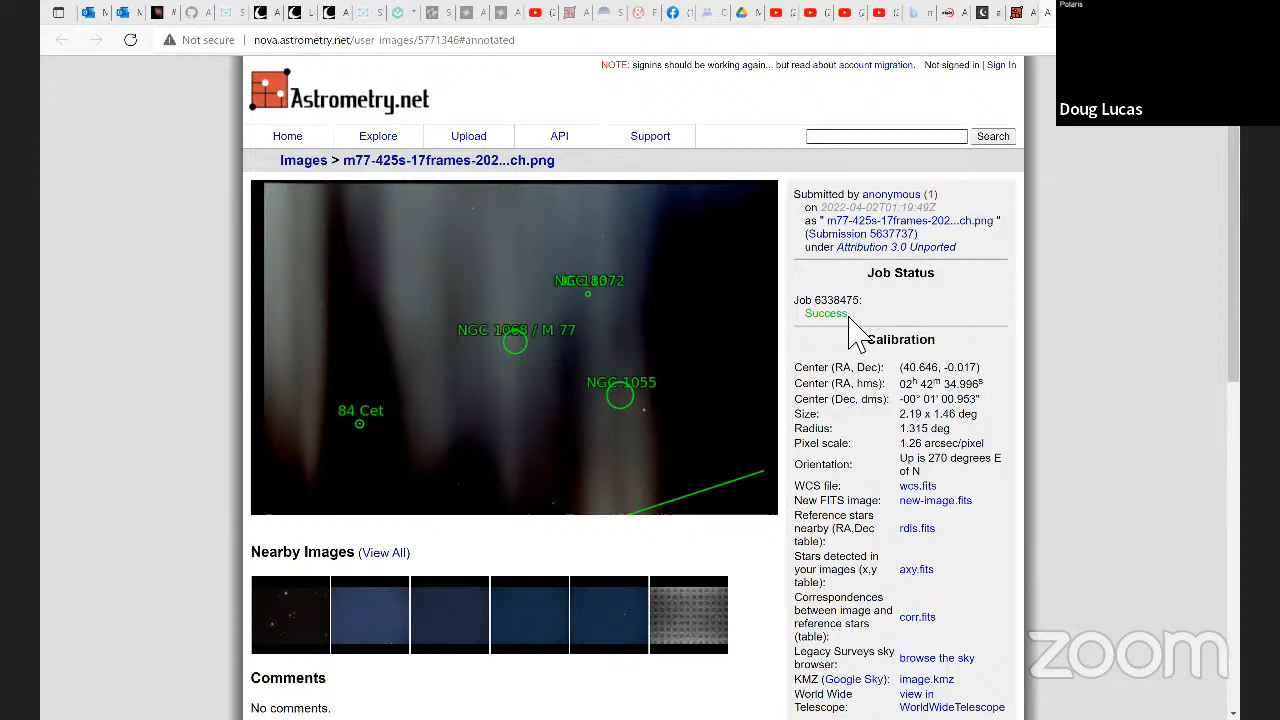 Polaris
Doug Lucas
Not secure
nova.astrometry.net/user_images/5771346#annotated
NOTE: signins should be working again... but read about account migration. Not signed in | Sign In
Astrometry.net
Home
Explore
Upload
API
Support
Search
Images > m77-425s-17frames-202...ch.png
NGC 1068 / M 77
NGC 1055
84 Cet
Submitted by anonymous (1)
on 2022-04-02T01:19:49Z
as " m77-425s-17frames-202...ch.png "
(Submission 5637737)
under Attribution 3.0 Unported
Job Status
Job 6338475:
Success
Calibration
Center (RA, Dec): (40.646, -0.017)
Center (RA, hms): 02h 42m 34.996s
Center (Dec, dms): -00° 01' 00.953"
Size: 2.19 x 1.46 deg
Radius: 1.315 deg
Pixel scale: 1.26 arcsec/pixel
Orientation: Up is 270 degrees E
of N
WCS file: wcs.fits
New FITS image: new-image.fits
Reference stars
nearby (RA,Dec rdls.fits
table):
Stars detected in
your images (x,y axy.fits
table):
Correspondences
between image and
reference stars corr.fits
(table):
Legacy Surveys sky
browser: browse the sky
KMZ (Google Sky): image.kmz
World Wide view in
Telescope: WorldWideTelescope
Nearby Images (View All)
Comments
No comments.
zoom